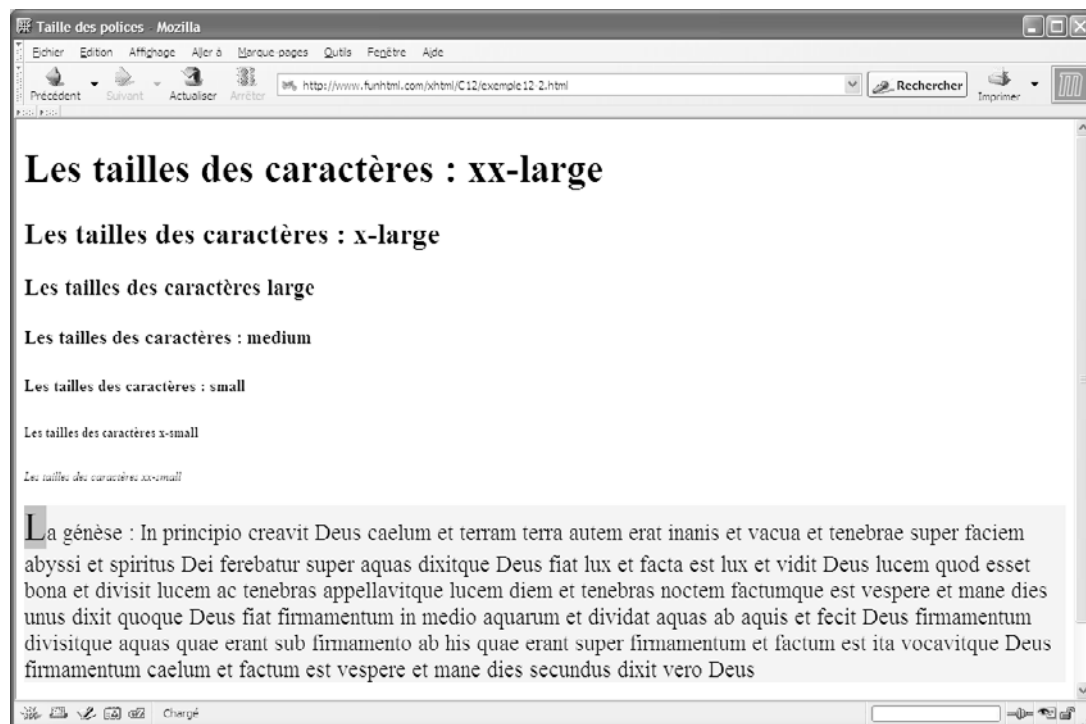 Taille des polices - Mozilla
Fichier Edition Affichage Aller à Marque-pages Outils Fenêtre Aide
Précédent Suivant Actualiser Arrêter http://www.funhtml.com/xhtml/C12/exemple12-2.html Rechercher Imprimer
Les tailles des caractères : xx-large
Les tailles des caractères : x-large
Les tailles des caractères large
Les tailles des caractères : medium
Les tailles des caractères : small
Les tailles des caractères x-small
Les tailles des caractères xx-small
La génèse : In principio creavit Deus caelum et terram terra autem erat inanis et vacua et tenebrae super faciem
abyssi et spiritus Dei ferebatur super aquas dixitque Deus fiat lux et facta est lux et vidit Deus lucem quod esset
bona et divisit lucem ac tenebras appellavitque lucem diem et tenebras noctem factumque est vespere et mane dies
unus dixit quoque Deus fiat firmamentum in medio aquarum et dividat aquas ab aquis et fecit Deus firmamentum
divisitque aquas quae erant sub firmamento ab his quae erant super firmamentum et factum est ita vocavitque Deus
firmamentum caelum et factum est vespere et mane dies secundus dixit vero Deus
Chargé